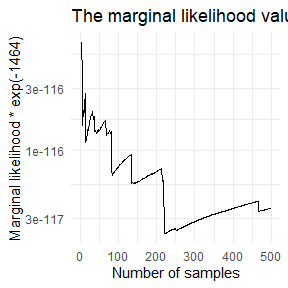 The marginal likelihood valu
Marginal likelihood * exp(-1464)
3e-116
1e-116
3e-117
0
100
200
300
400
500
Number of samples